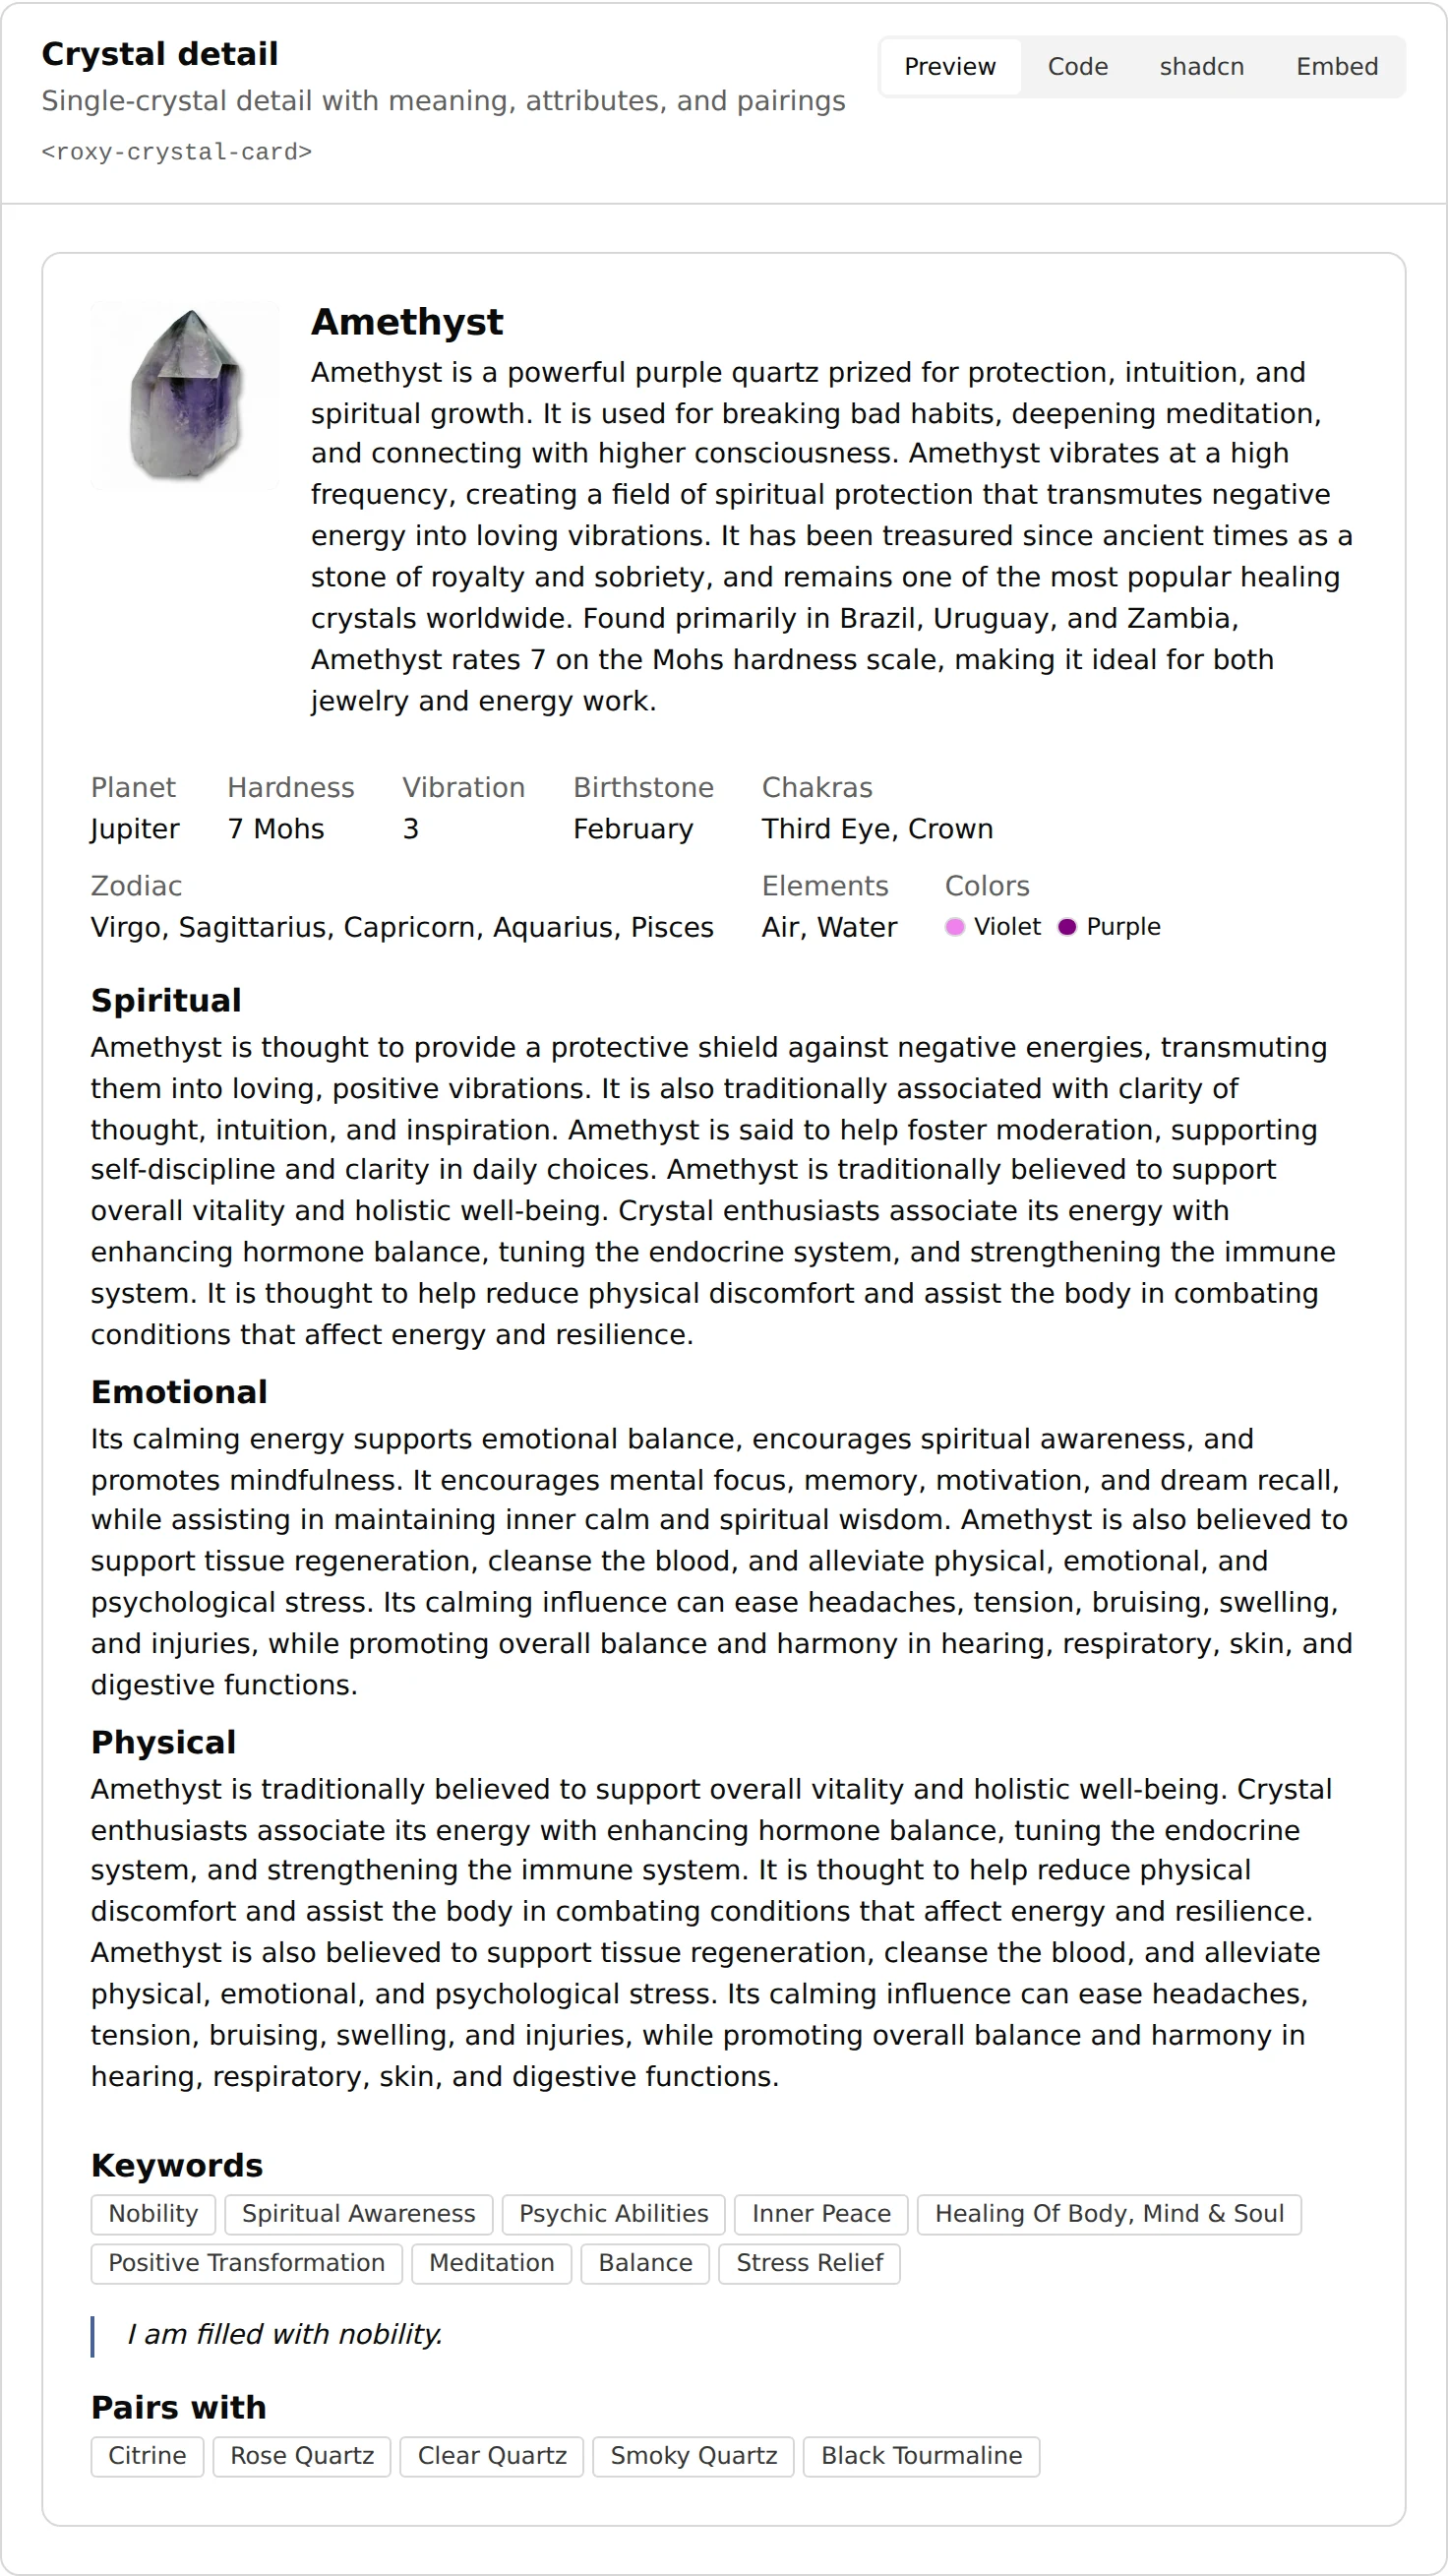 Crystal detail
Preview Code shadcn Embed
Single-crystal detail with meaning, attributes, and pairings
<roxy-crystal-card>
Amethyst
Amethyst is a powerful purple quartz prized for protection, intuition, and
spiritual growth. It is used for breaking bad habits, deepening meditation,
and connecting with higher consciousness. Amethyst vibrates at a high
frequency, creating a field of spiritual protection that transmutes negative
energy into loving vibrations. It has been treasured since ancient times as a
stone of royalty and sobriety, and remains one of the most popular healing
crystals worldwide. Found primarily in Brazil, Uruguay, and Zambia,
Amethyst rates 7 on the Mohs hardness scale, making it ideal for both
jewelry and energy work.
Planet Hardness Vibration Birthstone Chakras
Jupiter 7 Mohs 3 February Third Eye, Crown
Zodiac Elements Colors
Virgo, Sagittarius, Capricorn, Aquarius, Pisces Air, Water Violet Purple
Spiritual
Amethyst is thought to provide a protective shield against negative energies, transmuting
them into loving, positive vibrations. It is also traditionally associated with clarity of
thought, intuition, and inspiration. Amethyst is said to help foster moderation, supporting
self-discipline and clarity in daily choices. Amethyst is traditionally believed to support
overall vitality and holistic well-being. Crystal enthusiasts associate its energy with
enhancing hormone balance, tuning the endocrine system, and strengthening the immune
system. It is thought to help reduce physical discomfort and assist the body in combating
conditions that affect energy and resilience.
Emotional
Its calming energy supports emotional balance, encourages spiritual awareness, and
promotes mindfulness. It encourages mental focus, memory, motivation, and dream recall,
while assisting in maintaining inner calm and spiritual wisdom. Amethyst is also believed to
support tissue regeneration, cleanse the blood, and alleviate physical, emotional, and
psychological stress. Its calming influence can ease headaches, tension, bruising, swelling,
and injuries, while promoting overall balance and harmony in hearing, respiratory, skin, and
digestive functions.
Physical
Amethyst is traditionally believed to support overall vitality and holistic well-being. Crystal
enthusiasts associate its energy with enhancing hormone balance, tuning the endocrine
system, and strengthening the immune system. It is thought to help reduce physical
discomfort and assist the body in combating conditions that affect energy and resilience.
Amethyst is also believed to support tissue regeneration, cleanse the blood, and alleviate
physical, emotional, and psychological stress. Its calming influence can ease headaches,
tension, bruising, swelling, and injuries, while promoting overall balance and harmony in
hearing, respiratory, skin, and digestive functions.
Keywords
Nobility Spiritual Awareness Psychic Abilities Inner Peace Healing Of Body, Mind & Soul
Positive Transformation Meditation Balance Stress Relief
I am filled with nobility.
Pairs with
Citrine Rose Quartz Clear Quartz Smoky Quartz Black Tourmaline